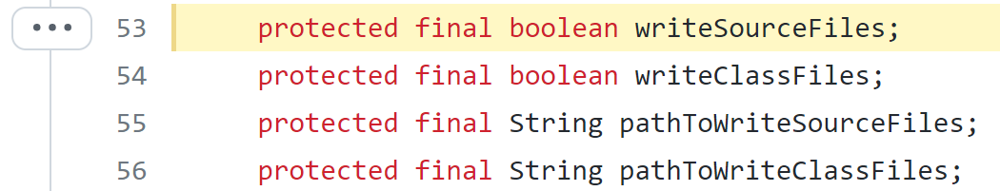 53 protected final boolean writeSourceFiles;
54 protected final boolean writeClassFiles;
55 protected final String pathToWriteSourceFiles;
56 protected final String pathToWriteClassFiles;